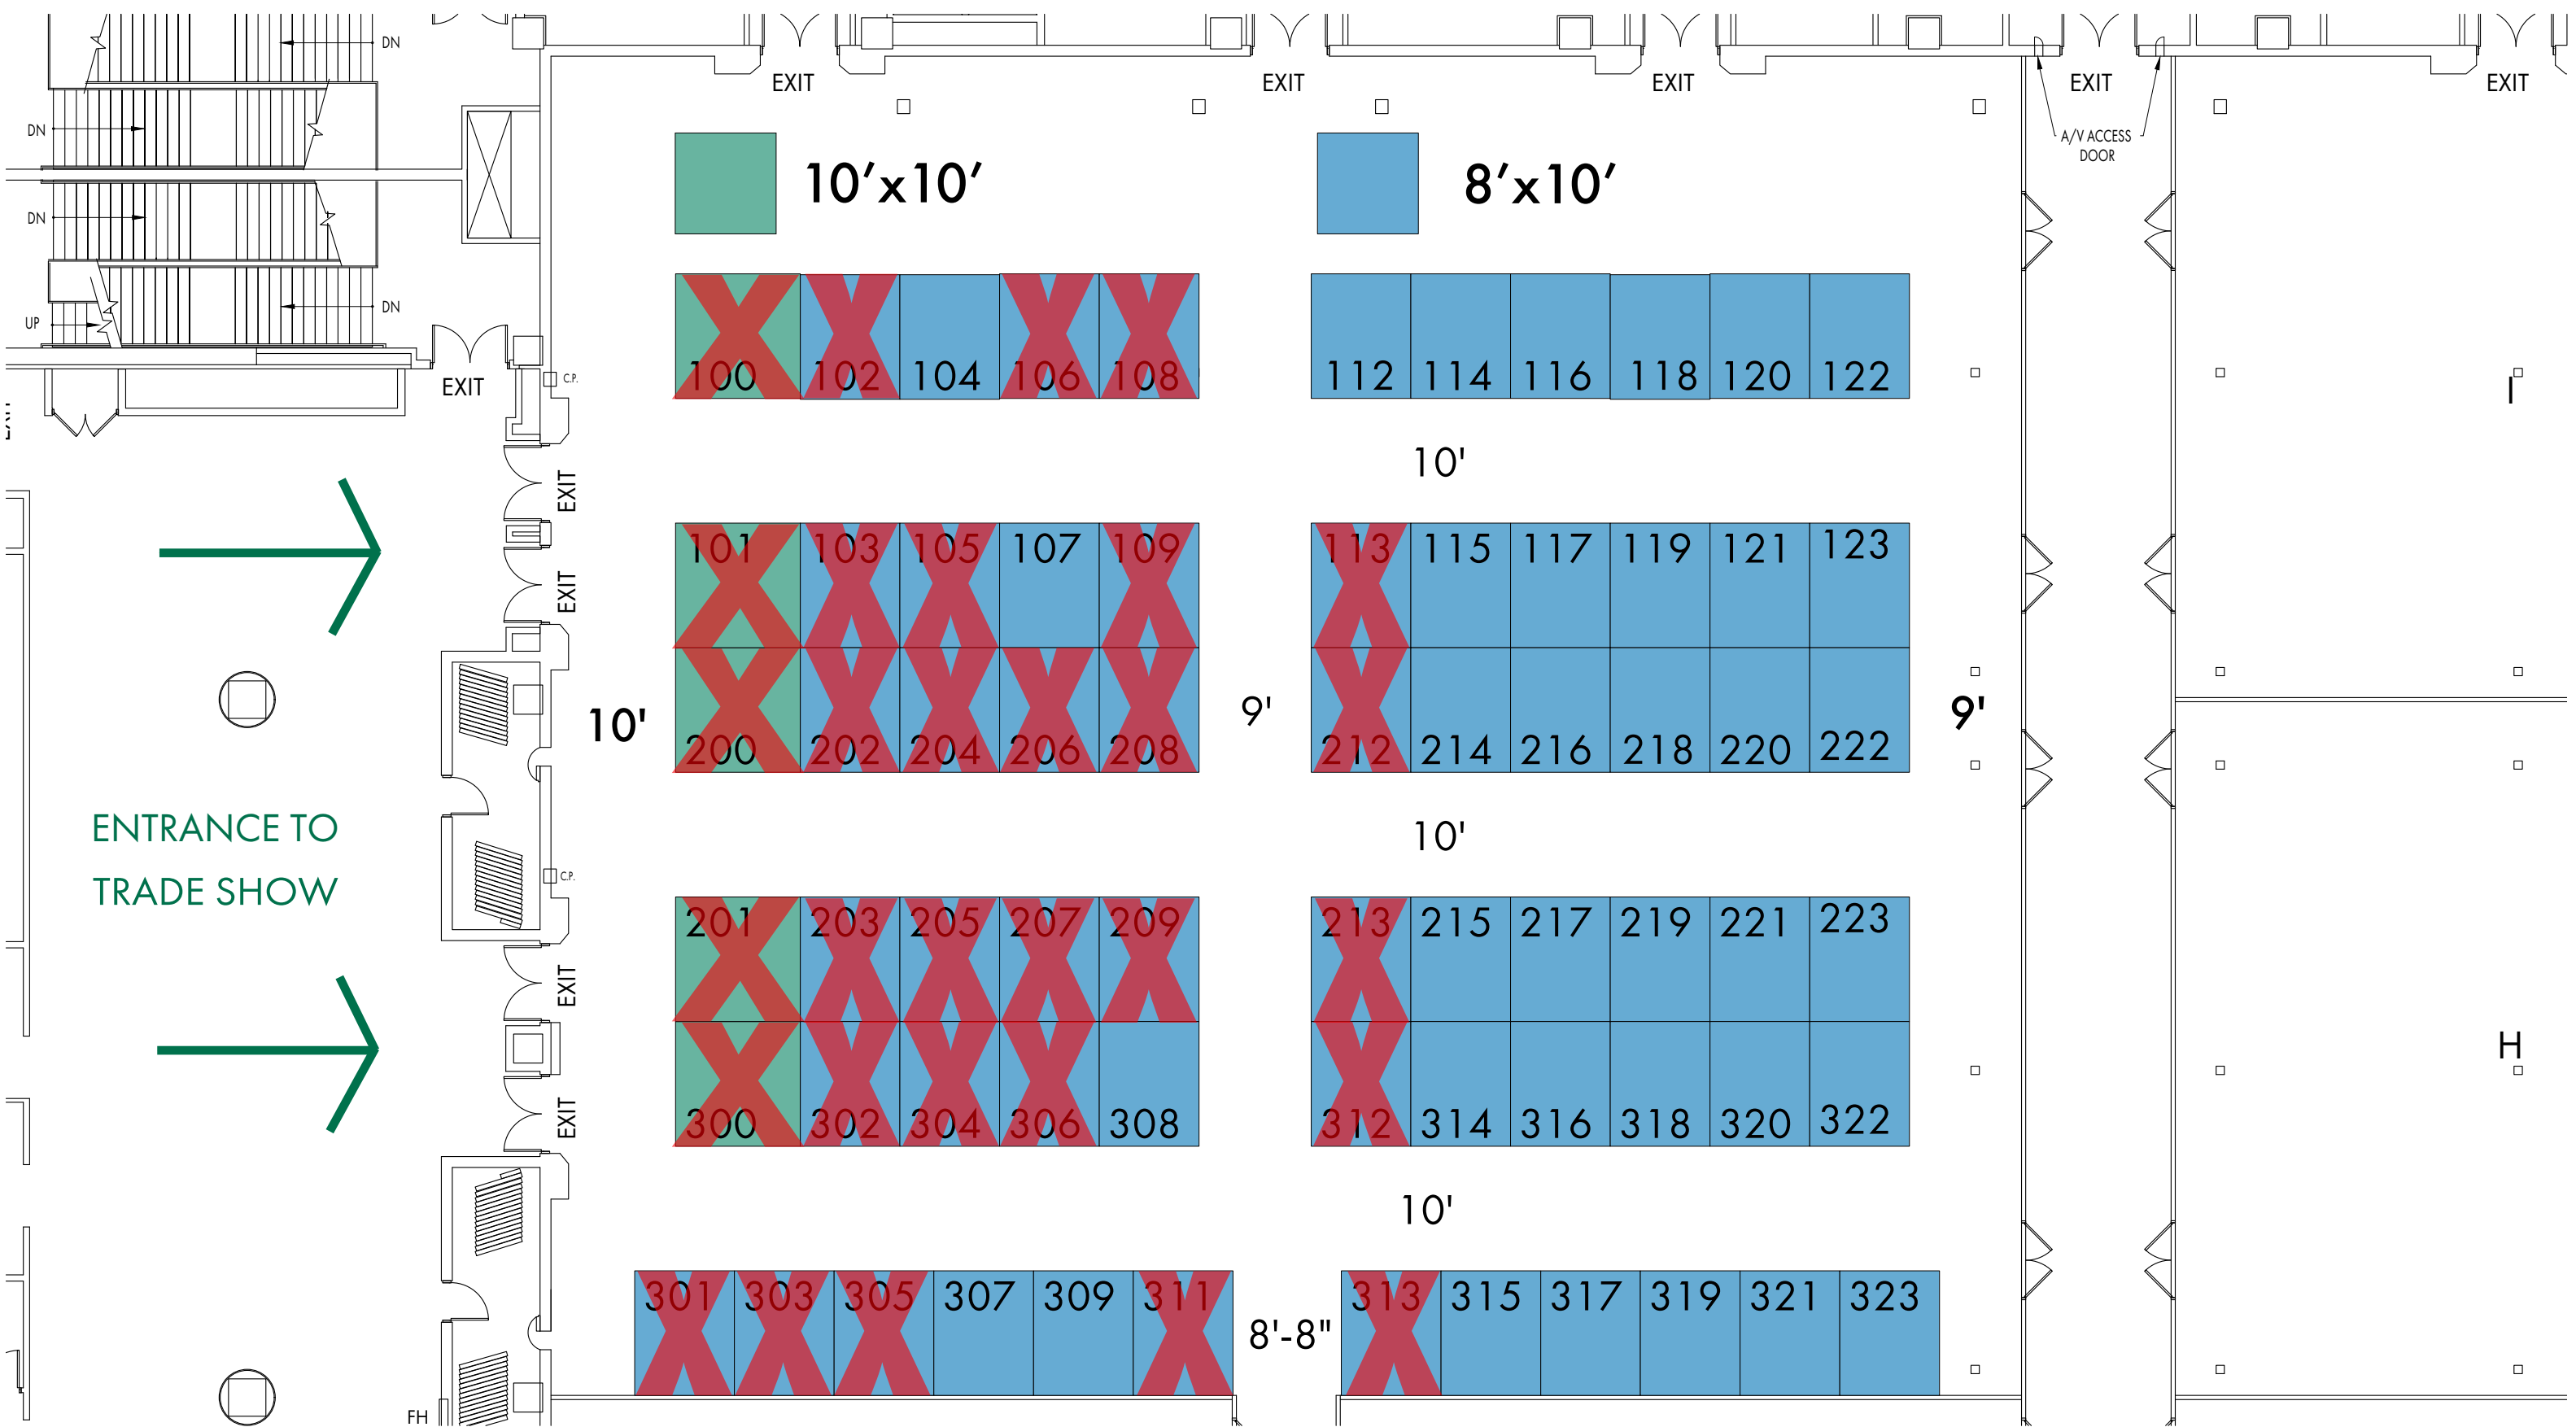 DN
EXIT EXIT EXIT EXIT EXIT
DN
A/V ACCESS
DOOR
10'x10' 8'x10'
DN
DN
UP
EXIT
C.P.
100 102 104 106 108 112 114 116 118 120 122
I
EXIT
10'
EXIT
101 103 105 107 109 113 115 117 119 121 123
EXIT
10' 9' 9'
200 202 204 206 208 212 214 216 218 220 222
ENTRANCE TO
TRADE SHOW
10'
C.P.
201 203 205 207 209 213 215 217 219 221 223
EXIT
H
EXIT
300 302 304 306 308 312 314 316 318 320 322
10'
301 303 305 307 309 311 313 315 317 319 321 323
8'-8"
FH